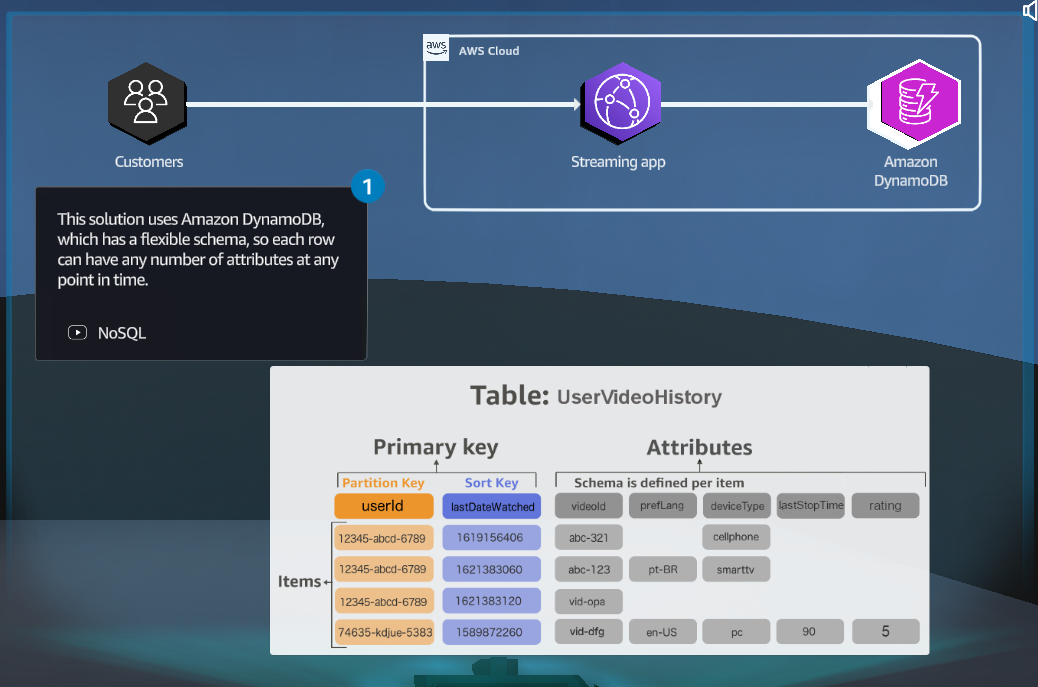 aws
AWS Cloud
Customers
Streaming app
Amazon
DynamoDB
1
This solution uses Amazon DynamoDB,
which has a flexible schema, so each row
can have any number of attributes at any
point in time.
NoSQL
Table: UserVideoHistory
Primary key Attributes
Partition Key Sort Key Schema is defined per item
userId lastDateWatched videoId prefLang deviceType lastStopTime rating
12345-abcd-6789 1619156406 abc-321 cellphone
12345-abcd-6789 1621383060 abc-123 pt-BR smarttv
Items
12345-abcd-6789 1621383120 vid-opa
74635-kdjue-5383 1589872260 vid-dfg en-US pc 90 5